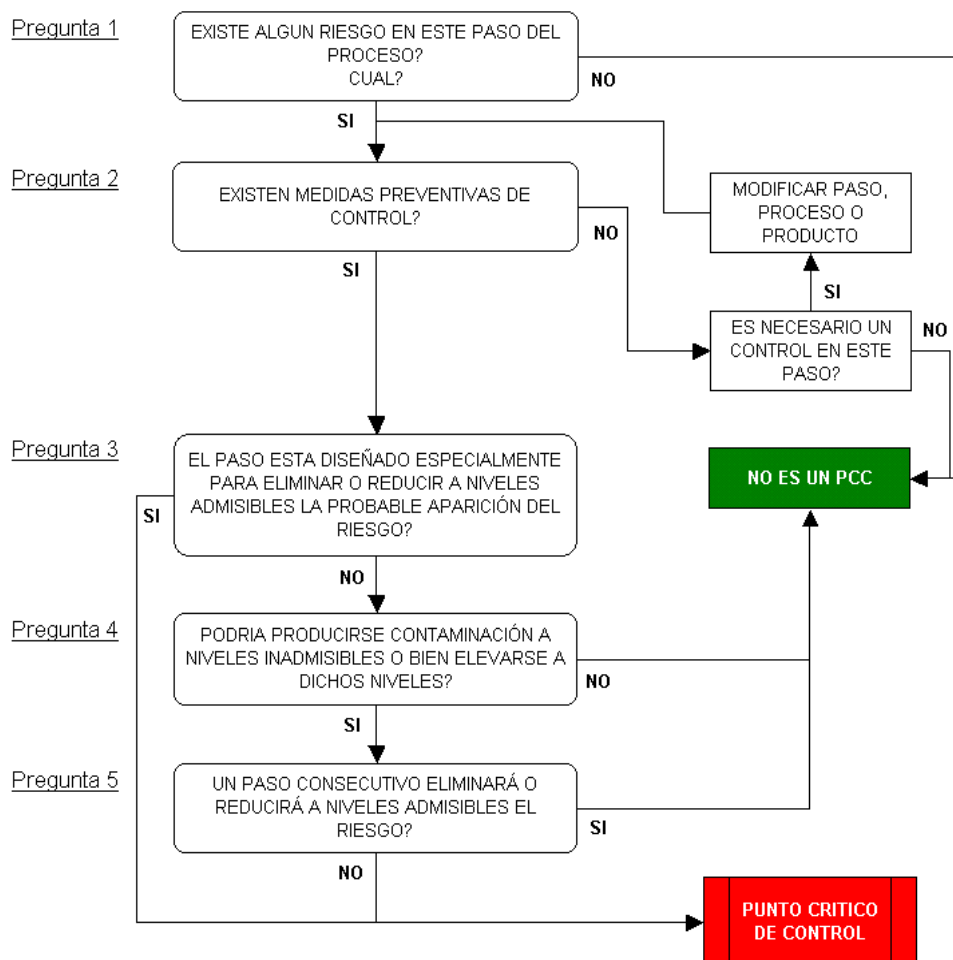 Pregunta 1
EXISTE ALGUN RIESGO EN ESTE PASO DEL
PROCESO?
CUAL?
NO
SI
Pregunta 2
EXISTEN MEDIDAS PREVENTIVAS DE
CONTROL?
NO
SI
MODIFICAR PASO,
PROCESO O
PRODUCTO
SI
ES NECESARIO UN
CONTROL EN ESTE
PASO?
NO
Pregunta 3
EL PASO ESTA DISEÑADO ESPECIALMENTE
PARA ELIMINAR O REDUCIR A NIVELES
ADMISIBLES LA PROBABLE APARICIÓN DEL
RIESGO?
SI
NO
NO ES UN PCC
Pregunta 4
PODRIA PRODUCIRSE CONTAMINACIÓN A
NIVELES INADMISIBLES O BIEN ELEVARSE A
DICHOS NIVELES?
NO
SI
Pregunta 5
UN PASO CONSECUTIVO ELIMINARÁ O
REDUCIRÁ A NIVELES ADMISIBLES EL
RIESGO?
SI
NO
PUNTO CRITICO
DE CONTROL